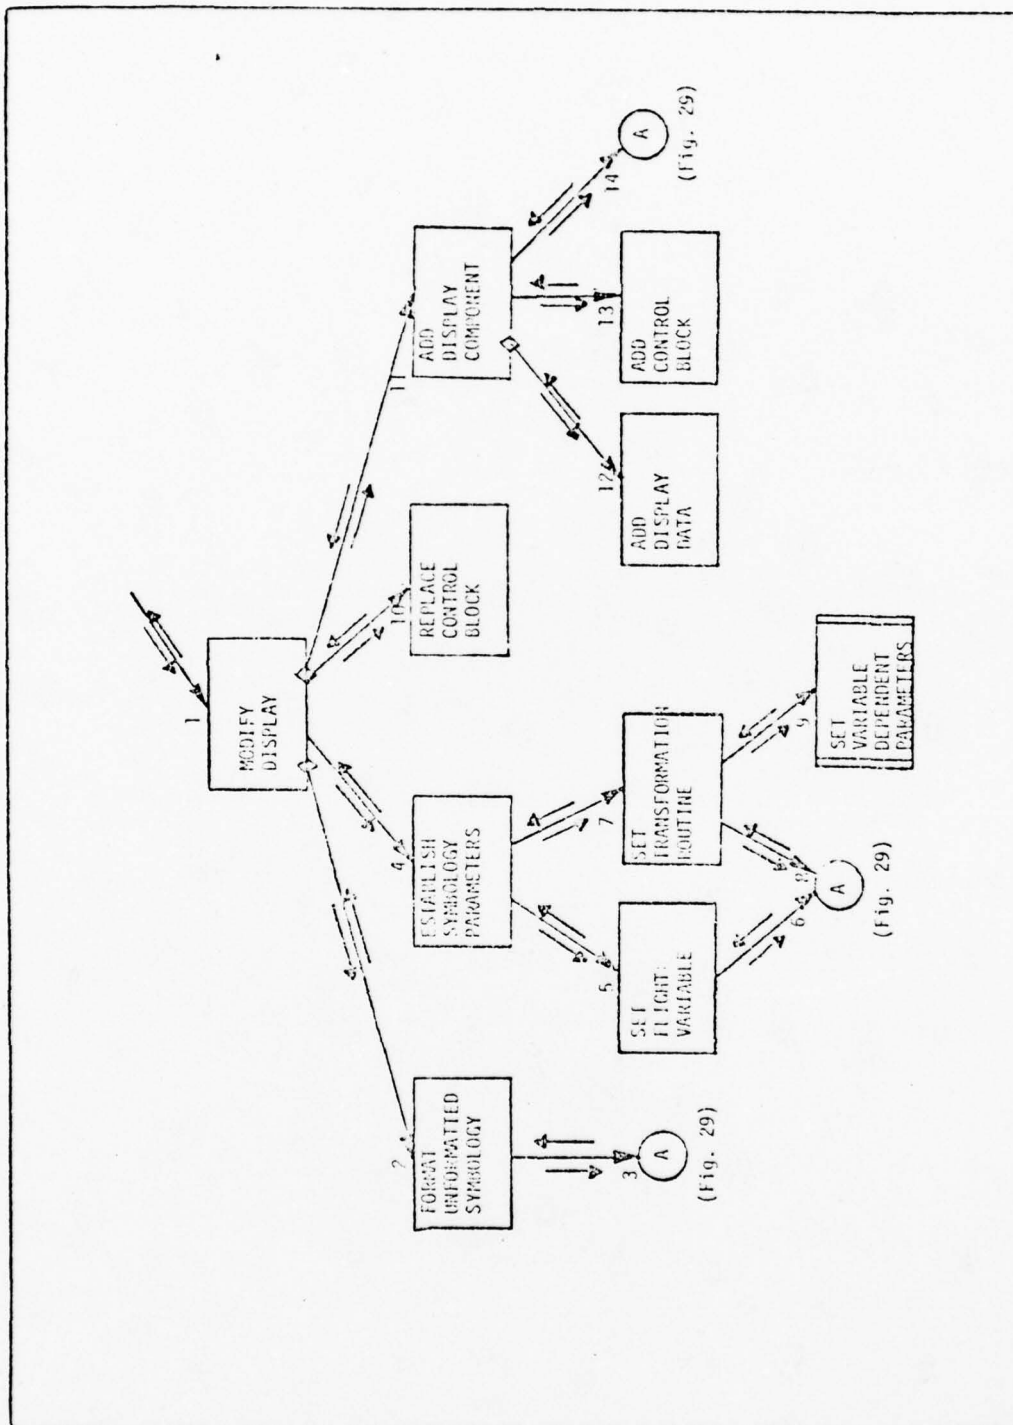 1
MODIFY
DISPLAY
2
FORMAT
UNFORMATTED
SYMBOLOGY
4
ESTABLISH
SYMBOLOGY
PARAMETERS
10
REPLACE
CONTROL
BLOCK
11
ADD
DISPLAY
COMPONENT
3
A
(Fig. 29)
5
SET
FLIGHT
VARIABLE
7
SET
TRANSFORMATION
ROUTINE
12
ADD
DISPLAY
DATA
13
ADD
CONTROL
BLOCK
14
A
(Fig. 29)
6
8
A
(Fig. 29)
9
SET
VARIABLE
DEPENDENT
PARAMETERS